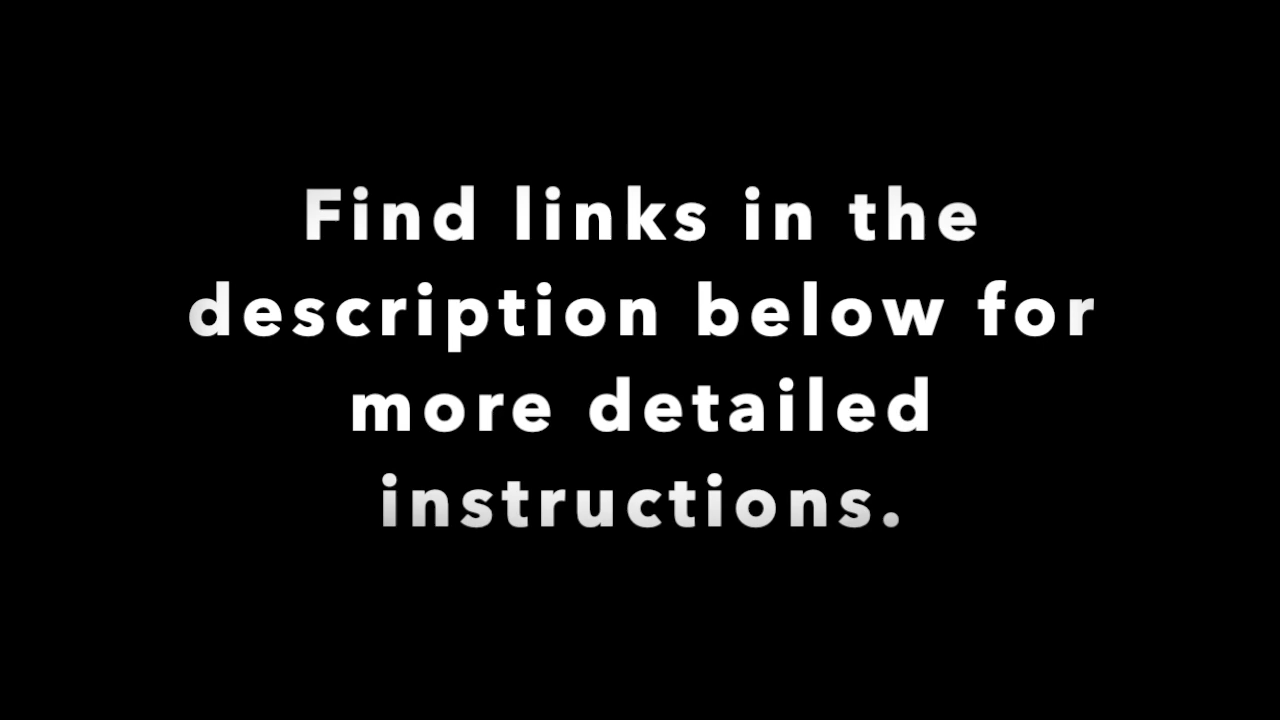 Find links in the
description below for
more detailed
instructions.